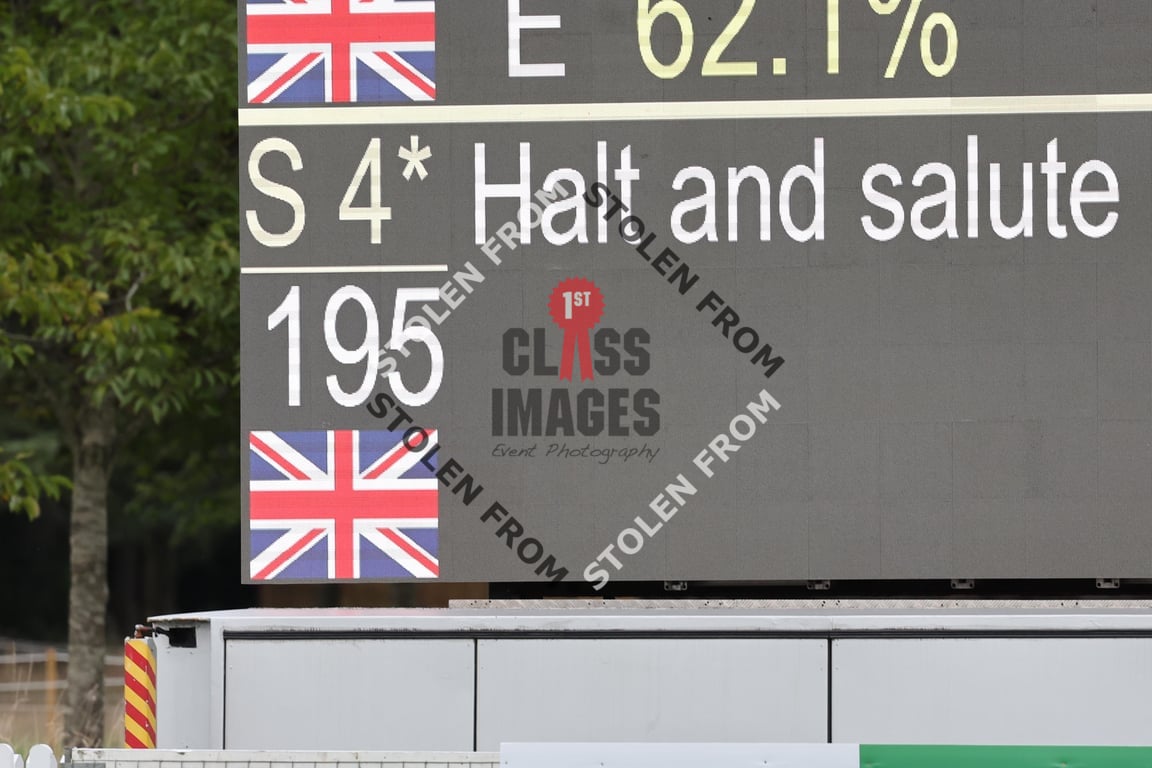 E 62.1%
S 4* Halt and salute
195
STOLEN FROM
STOLEN FROM
1ST
CLASS
IMAGES
Event Photography
STOLEN FROM
STOLEN FROM